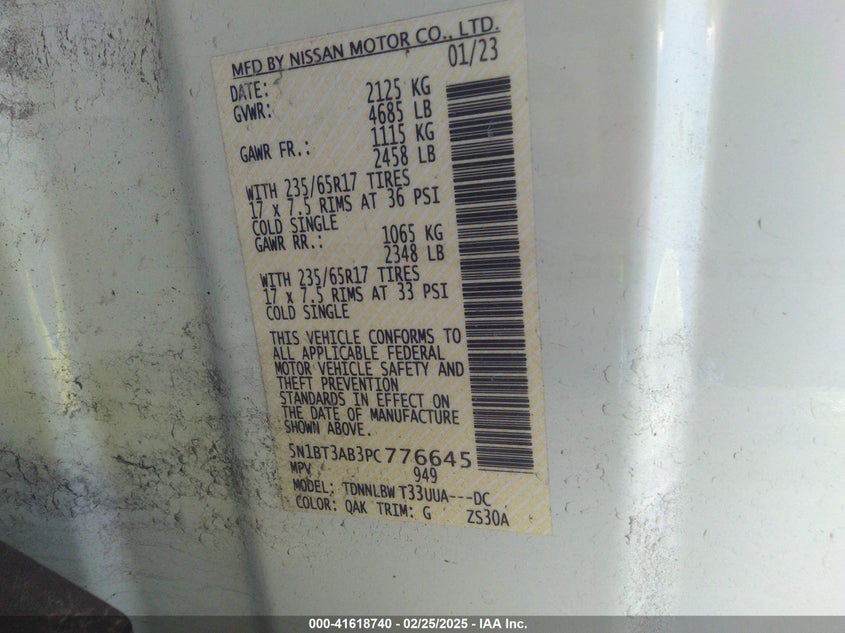 MFD BY NISSAN MOTOR CO., LTD.
DATE: 01/23
GVWR: 2125 KG
4685 LB
GAWR FR.: 1115 KG
2458 LB
WITH 235/65R17 TIRES
17 x 7.5 RIMS AT 36 PSI
COLD SINGLE
GAWR RR.: 1065 KG
2348 LB
WITH 235/65R17 TIRES
17 x 7.5 RIMS AT 33 PSI
COLD SINGLE
THIS VEHICLE CONFORMS TO
ALL APPLICABLE FEDERAL
MOTOR VEHICLE SAFETY AND
THEFT PREVENTION
STANDARDS IN EFFECT ON
THE DATE OF MANUFACTURE
SHOWN ABOVE.
5N1BT3AB3PC776645
MPV 949
MODEL: TDNNLBW T33UUA---DC
COLOR: QAK TRIM: G ZS30A
000-41618740 - 02/25/2025 - IAA Inc.